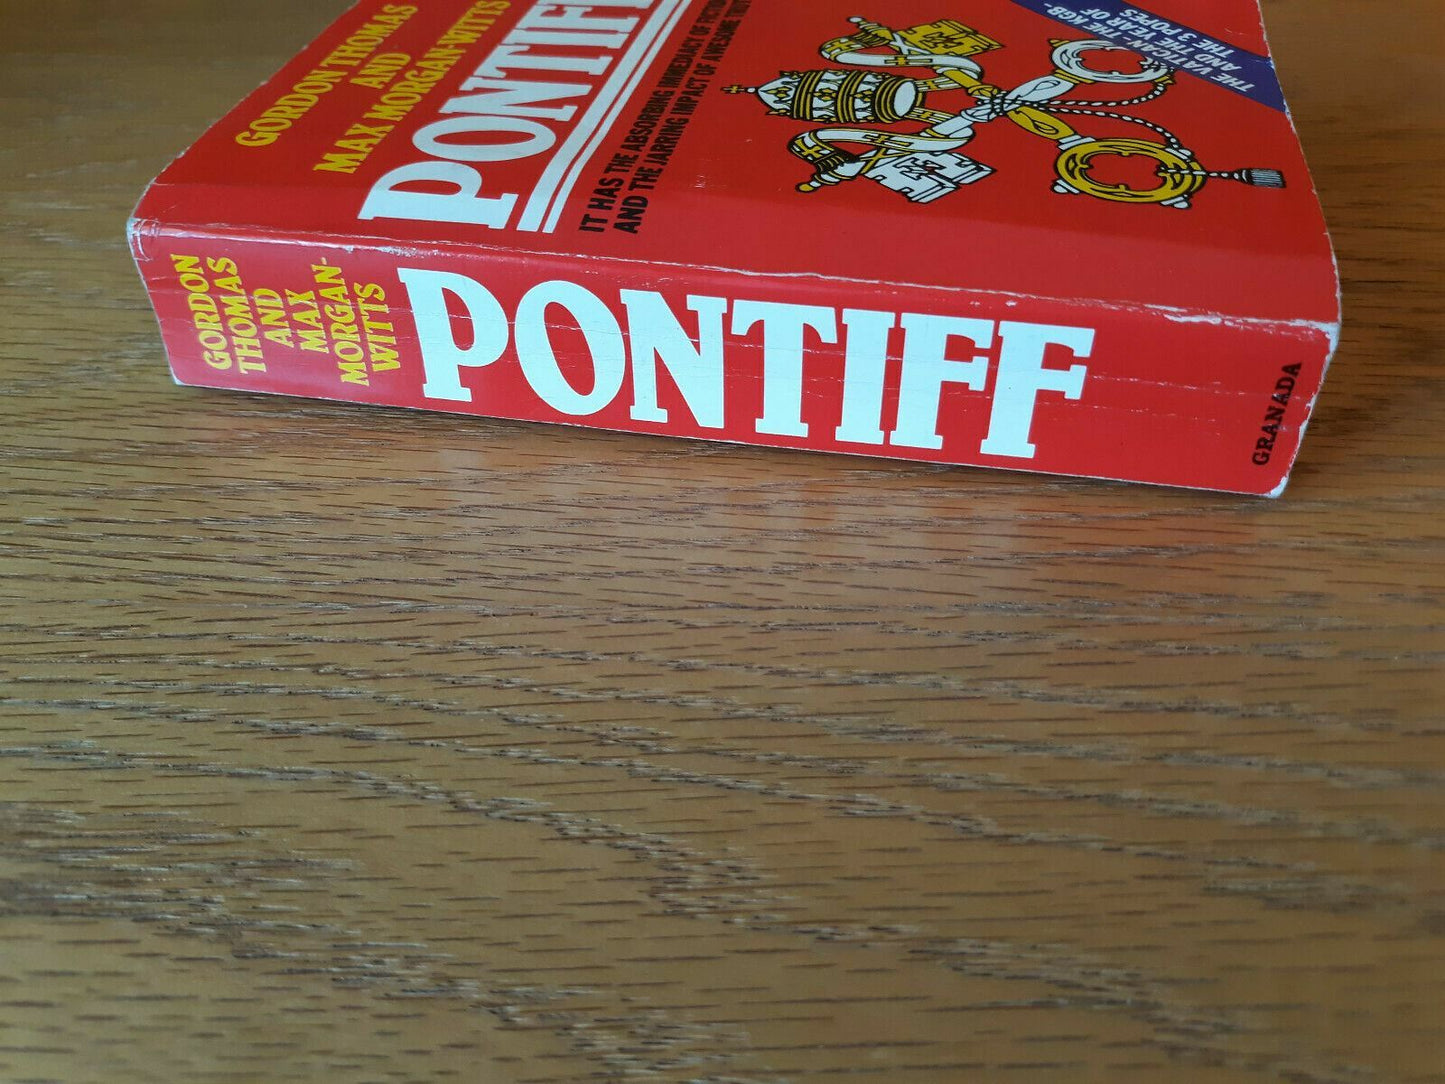 GORDON THOMAS
AND
MAX MORGAN-WITTS
PONTIFF
IT HAS THE ABSORBING IMMEDIACY OF
AND THE JARRING IMPACT OF AWESOME
THE VATICAN, THE KGB-
AND THE YEAR OF
THE 3 POPES
GORDON
THOMAS
AND
MAX
MORGAN-
WITTS
PONTIFF
GRANADA